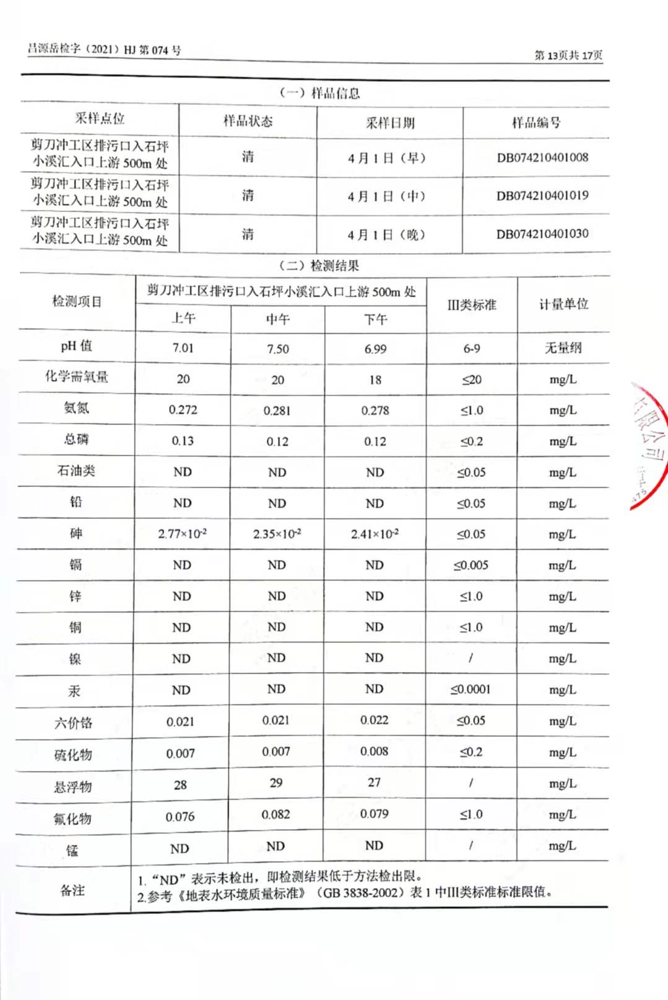 昌源岳检字（2021）HJ 第 074 号
第 13页共 17页
（一）样品信息
采样点位 样品状态 采样日期 样品编号
剪刀冲工区排污口入石坪
小溪汇入口上游 500m 处 清 4 月 1 日（早） DB074210401008
剪刀冲工区排污口入石坪
小溪汇入口上游 500m 处 清 4 月 1 日（中） DB074210401019
剪刀冲工区排污口入石坪
小溪汇入口上游 500m 处 清 4 月 1 日（晚） DB074210401030
（二）检测结果
检测项目 剪刀冲工区排污口入石坪小溪汇入口上游 500m 处 III类标准 计量单位
上午 中午 下午
pH 值 7.01 7.50 6.99 6-9 无量纲
化学需氧量 20 20 18 ≤20 mg/L
氨氮 0.272 0.281 0.278 ≤1.0 mg/L
总磷 0.13 0.12 0.12 ≤0.2 mg/L
石油类 ND ND ND ≤0.05 mg/L
铅 ND ND ND ≤0.05 mg/L
砷 2.77×10⁻² 2.35×10⁻² 2.41×10⁻² ≤0.05 mg/L
镉 ND ND ND ≤0.005 mg/L
锌 ND ND ND ≤1.0 mg/L
铜 ND ND ND ≤1.0 mg/L
镍 ND ND ND / mg/L
汞 ND ND ND ≤0.0001 mg/L
六价铬 0.021 0.021 0.022 ≤0.05 mg/L
硫化物 0.007 0.007 0.008 ≤0.2 mg/L
悬浮物 28 29 27 / mg/L
氟化物 0.076 0.082 0.079 ≤1.0 mg/L
锰 ND ND ND / mg/L
备注 1. “ND”表示未检出，即检测结果低于方法检出限。
2.参考《地表水环境质量标准》（GB 3838-2002）表 1 中III类标准标准限值。
限公司
475